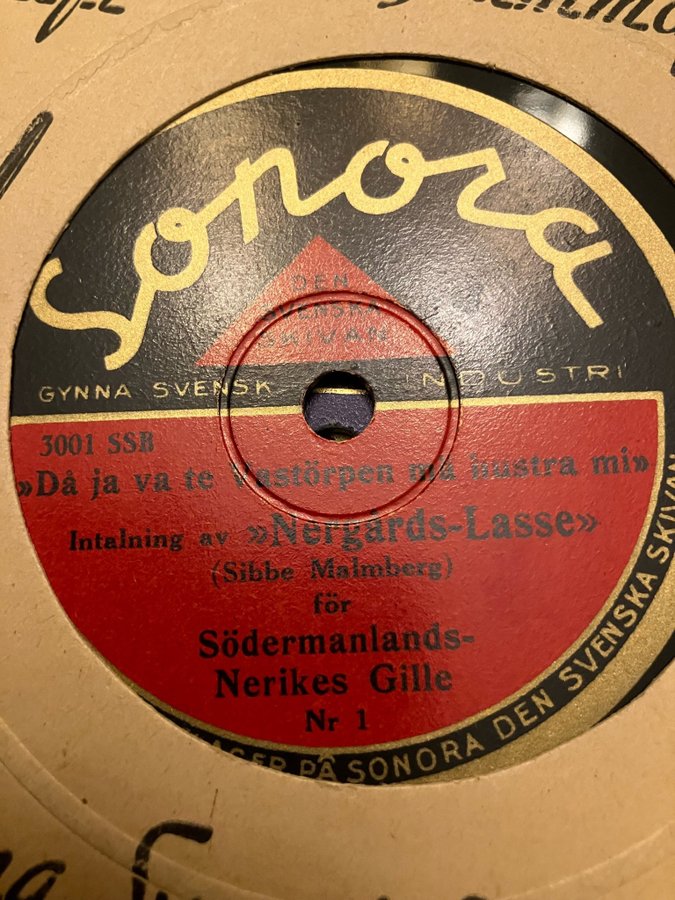 Sonora
DEN
SVENSKA
SKIVAN
GYNNA SVENSK INDUSTRI
3001 SSB
»Då ja va te Vastörpen mä hustra mi»
Intalning av »Nergårds-Lasse»
(Sibbe Malmberg)
för
Södermanlands-
Nerikes Gille
Nr 1
PÅ SONORA DEN SVENSKA SKIVAN